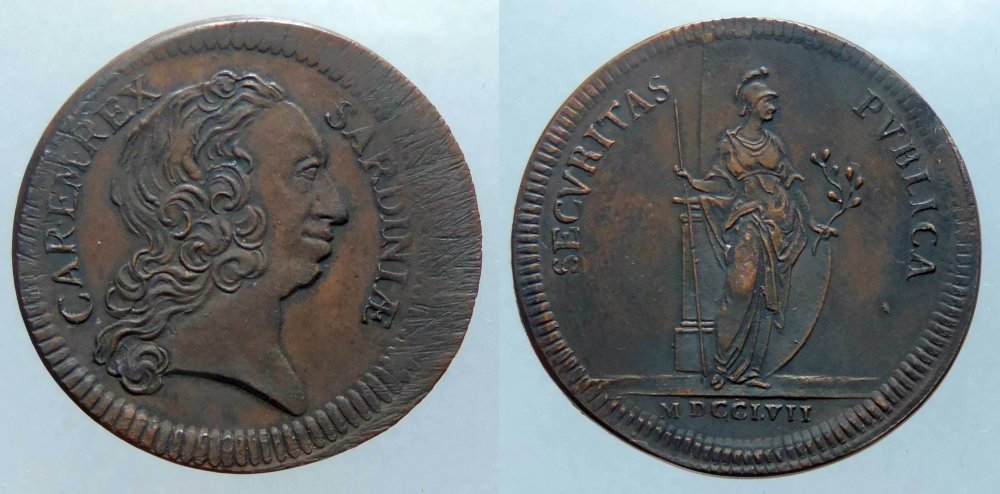 CAR EM REX SARDINIÆ
SECVRITAS PVBLICA
MDCCLVII